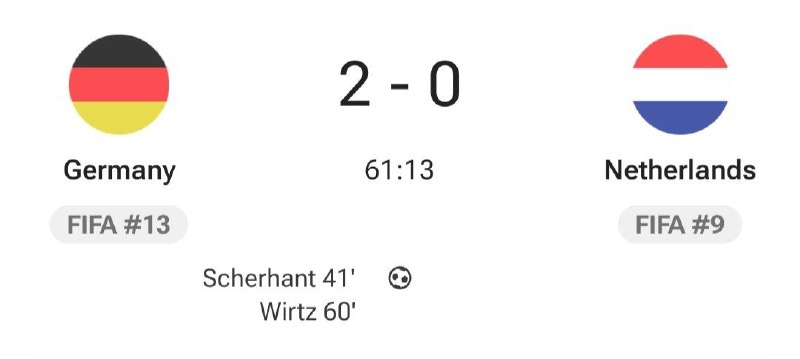 2 - 0
Germany 61:13 Netherlands
FIFA #13 FIFA #9
Scherhant 41'
Wirtz 60'